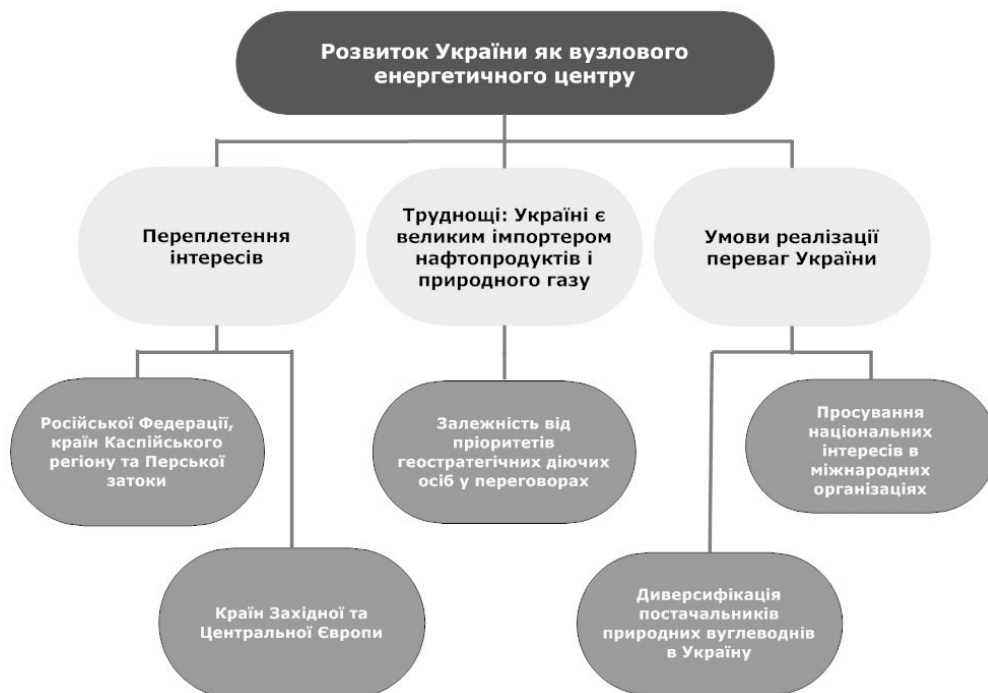 Розвиток України як вузлового
енергетичного центру
Переплетення
інтересів
Труднощі: Україні є
великим імпортером
нафтопродуктів і
природного газу
Умови реалізації
переваг України
Російської Федерації,
країн Каспійського
регіону та Перської
затоки
Залежність від
пріоритетів
геостратегічних діючих
осіб у переговорах
Просування
національних
інтересів в
міжнародних
організаціях
Країн Західної та
Центральної Європи
Диверсифікація
постачальників
природних вуглеводнів
в Україну